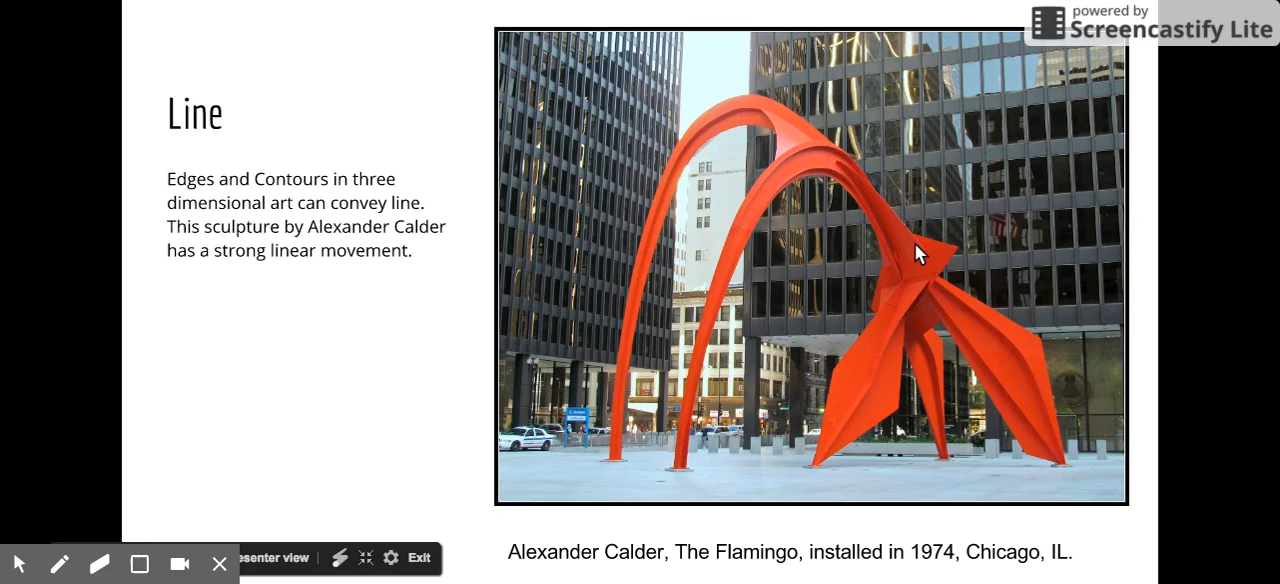 powered by
Screencastify Lite
Line
Edges and Contours in three
dimensional art can convey line.
This sculpture by Alexander Calder
has a strong linear movement.
Alexander Calder, The Flamingo, installed in 1974, Chicago, IL.
esenter view
Exit